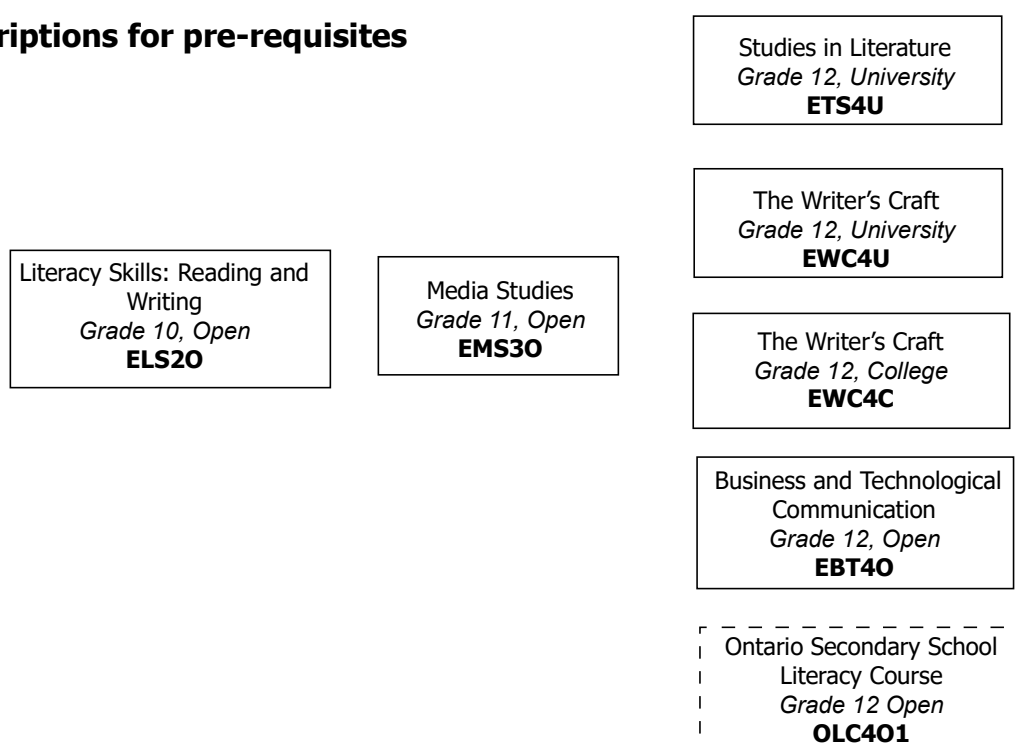 riptions for pre-requisites
Studies in Literature
Grade 12, University
ETS4U
The Writer’s Craft
Grade 12, University
EWC4U
Literacy Skills: Reading and
Writing
Grade 10, Open
ELS2O
Media Studies
Grade 11, Open
EMS3O
The Writer’s Craft
Grade 12, College
EWC4C
Business and Technological
Communication
Grade 12, Open
EBT4O
Ontario Secondary School
Literacy Course
Grade 12 Open
OLC4O1